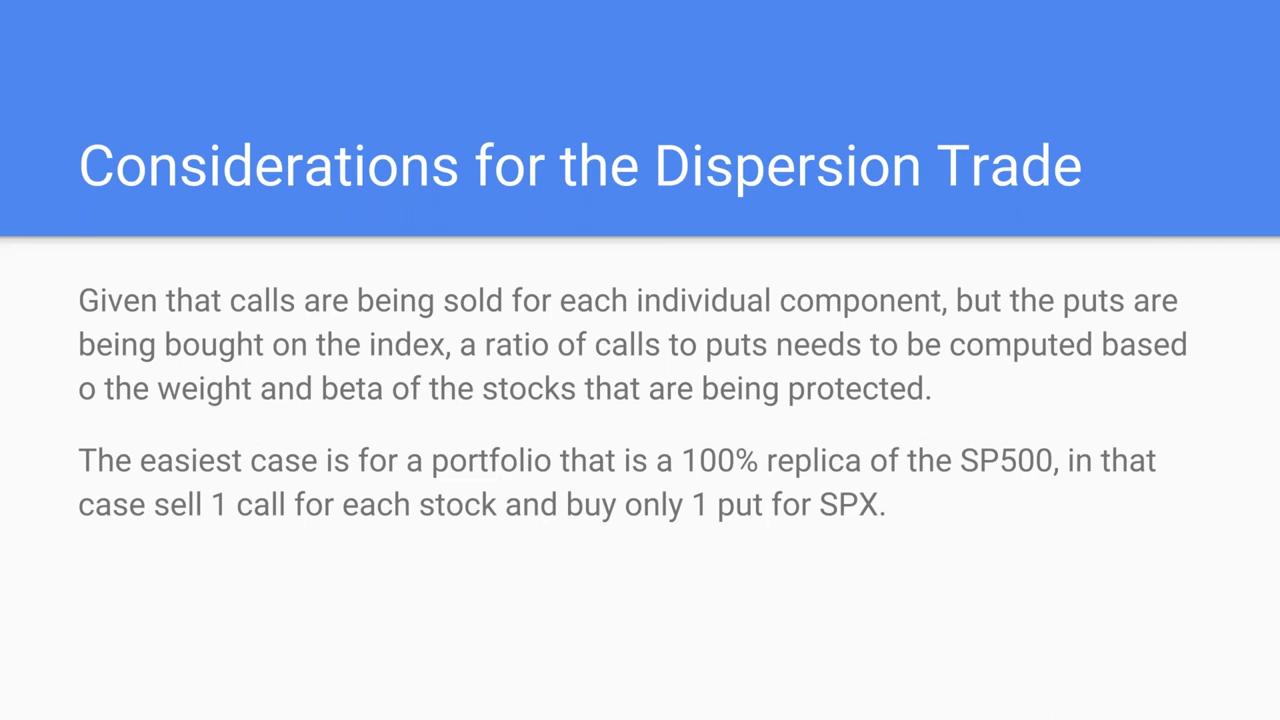 Considerations for the Dispersion Trade
Given that calls are being sold for each individual component, but the puts are
being bought on the index, a ratio of calls to puts needs to be computed based
o the weight and beta of the stocks that are being protected.
The easiest case is for a portfolio that is a 100% replica of the SP500, in that
case sell 1 call for each stock and buy only 1 put for SPX.